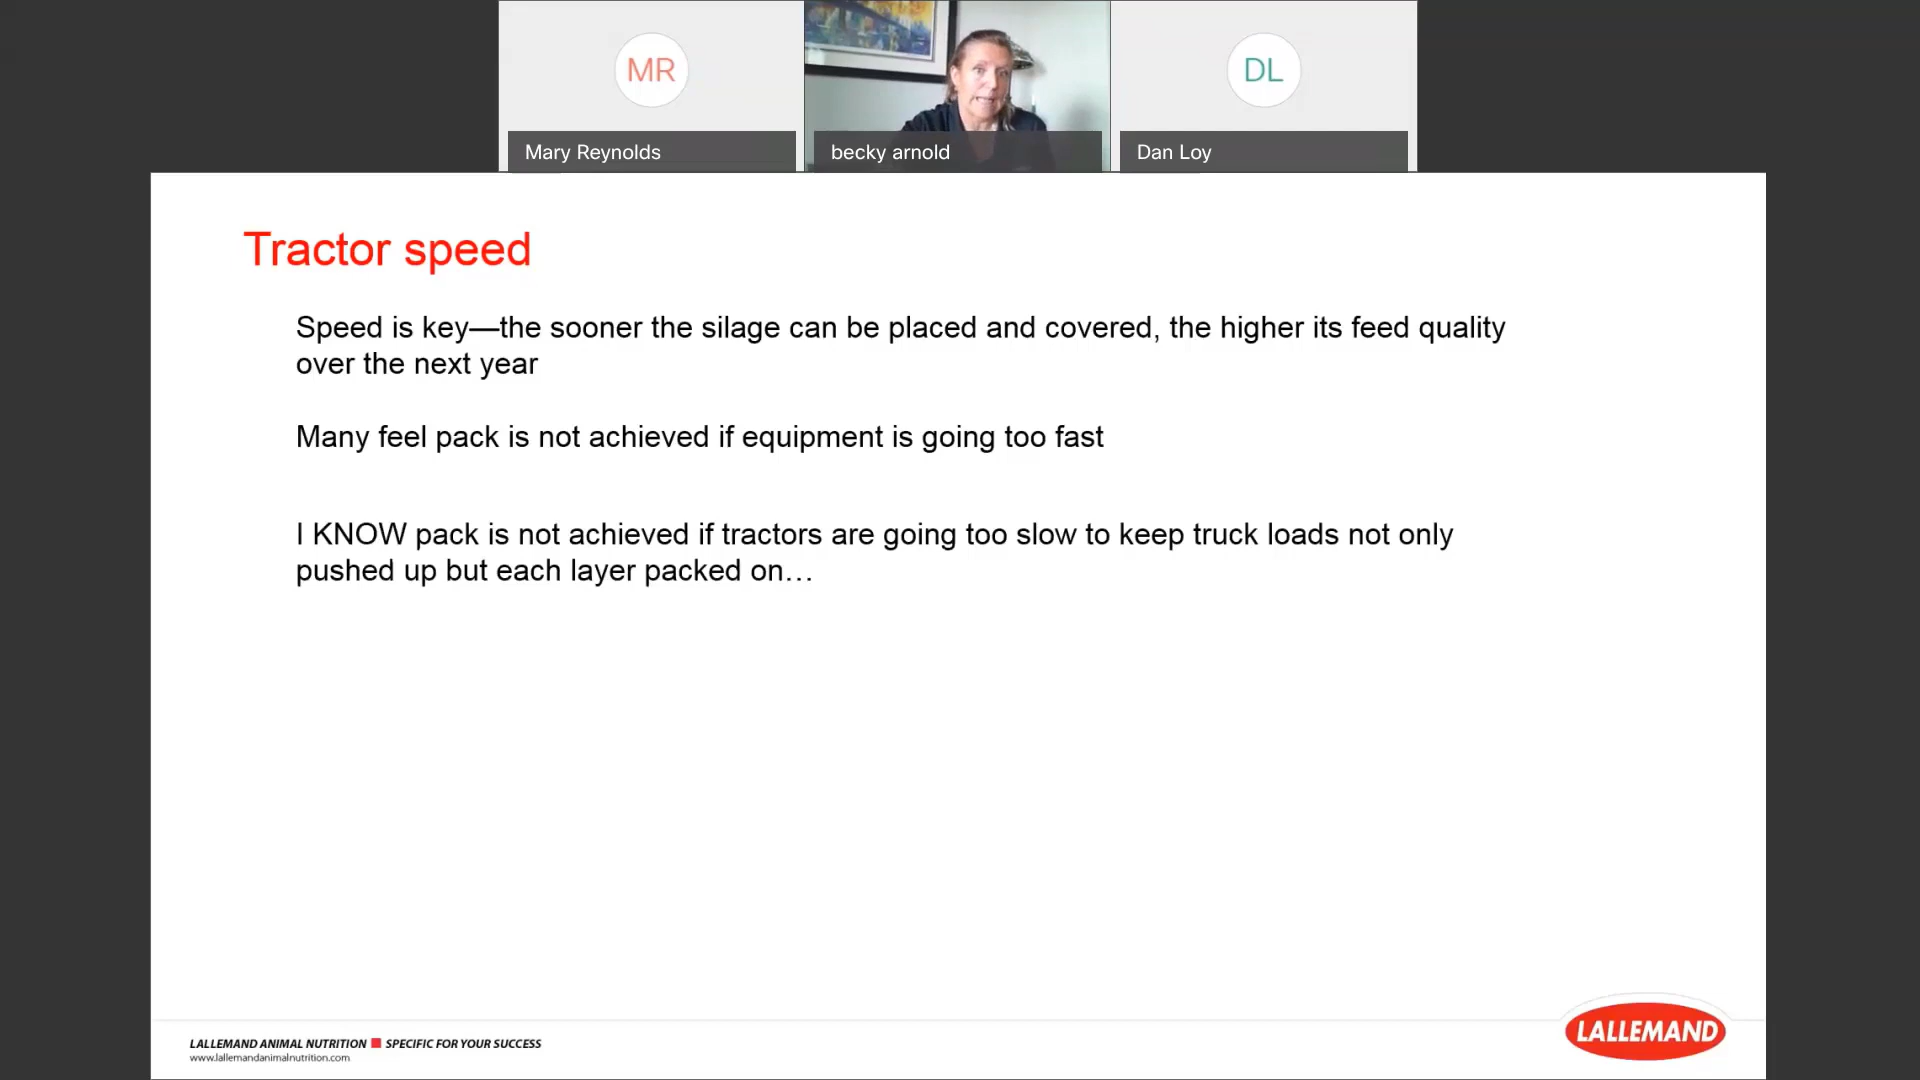 MR
DL
Mary Reynolds
becky arnold
Dan Loy
Tractor speed
Speed is key—the sooner the silage can be placed and covered, the higher its feed quality
over the next year
Many feel pack is not achieved if equipment is going too fast
I KNOW pack is not achieved if tractors are going too slow to keep truck loads not only
pushed up but each layer packed on…
LALLEMAND ANIMAL NUTRITION SPECIFIC FOR YOUR SUCCESS
www.lallemandanimalnutrition.com
LALLEMAND